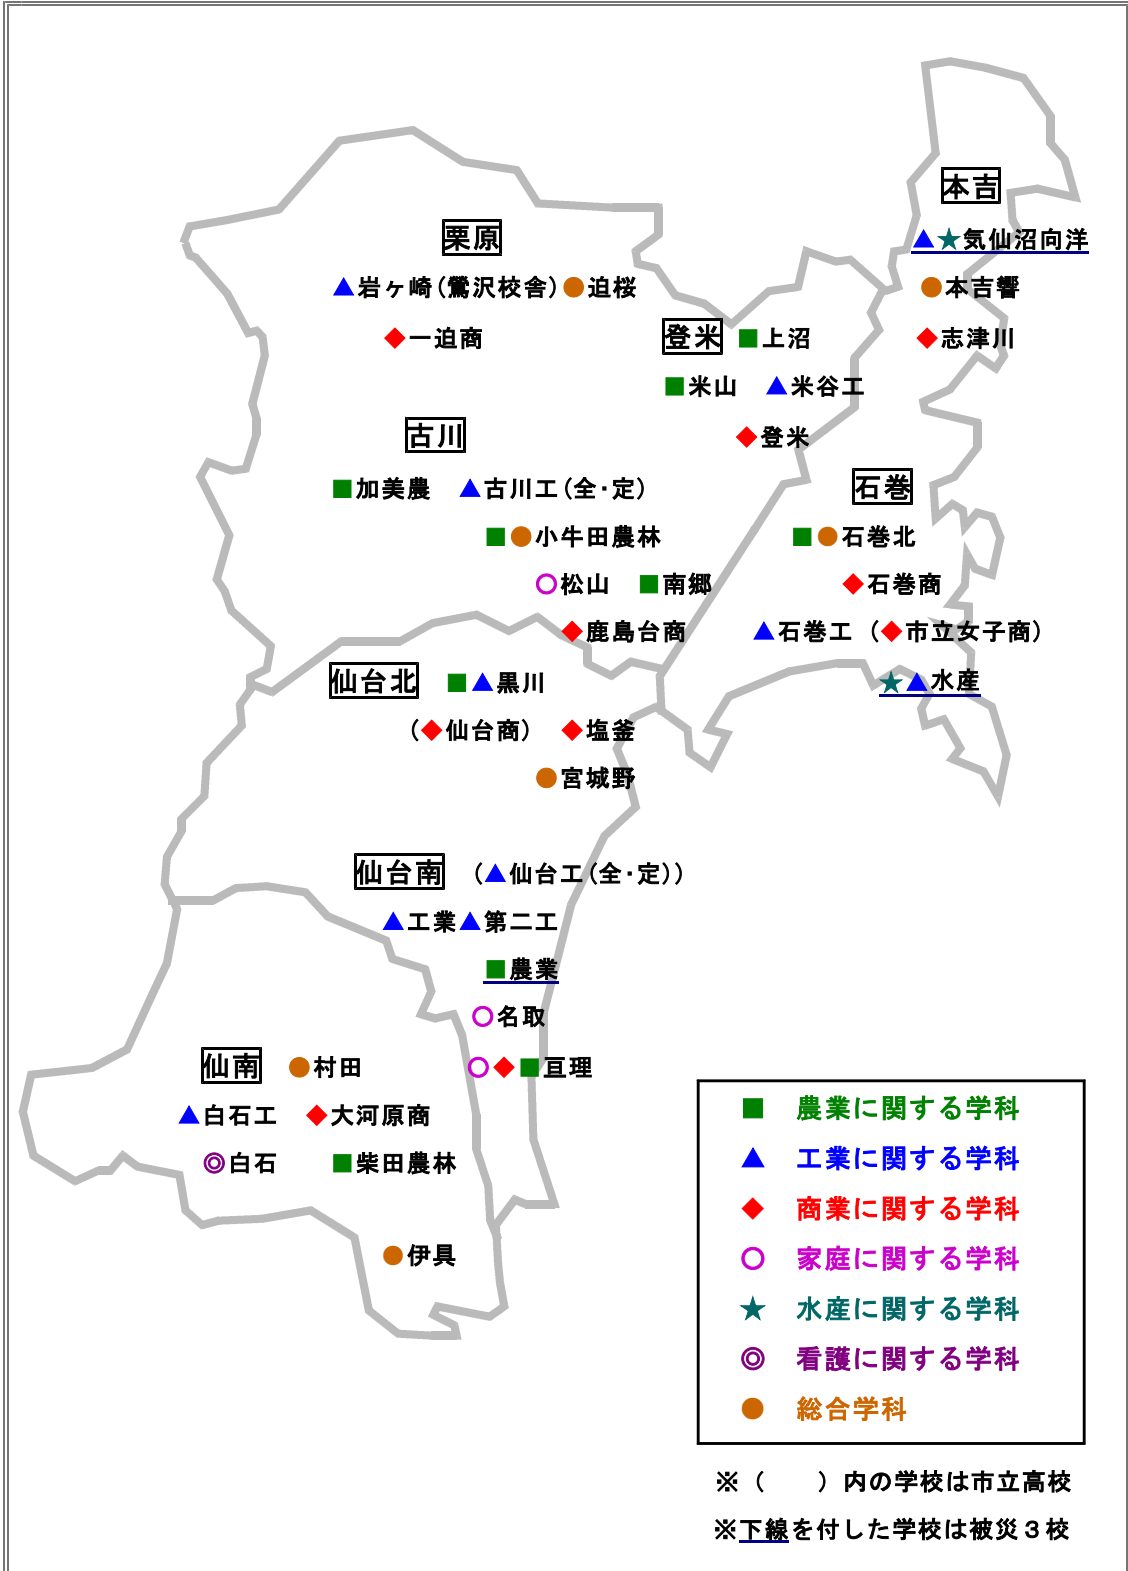 本吉
▲★気仙沼向洋
●本吉響
◆志津川
栗原
▲岩ヶ崎(鶯沢校舎)●迫桜
◆一迫商
登米 ■上沼
■米山 ▲米谷工
◆登米
古川
■加美農 ▲古川工(全・定)
■●小牛田農林
○松山 ■南郷
◆鹿島台商
石巻
■●石巻北
◆石巻商
▲石巻工 (◆市立女子商)
★▲水産
仙台北 ■▲黒川
(◆仙台商) ◆塩釜
●宮城野
仙台南 (▲仙台工(全・定))
▲工業▲第二工
■農業
○名取
○◆■亘理
仙南 ●村田
▲白石工 ◆大河原商
◎白石 ■柴田農林
●伊具
■ 農業に関する学科
▲ 工業に関する学科
◆ 商業に関する学科
○ 家庭に関する学科
★ 水産に関する学科
◎ 看護に関する学科
● 総合学科
※（　　）内の学校は市立高校
※下線を付した学校は被災３校